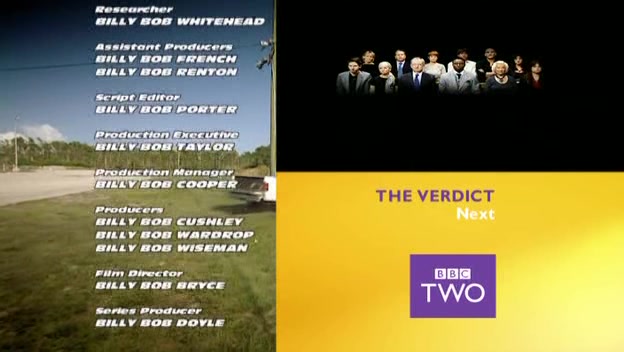 Researcher
BILLY BOB WHITEHEAD
Assistant Producers
BILLY BOB FRENCH
BILLY BOB RENTON
Script Editor
BILLY BOB PORTER
Production Executive
BILLY BOB TAYLOR
Production Manager
BILLY BOB COOPER
Producers
BILLY BOB CUSHLEY
BILLY BOB WARDROP
BILLY BOB WISEMAN
Film Director
BILLY BOB BRYCE
Series Producer
BILLY BOB DOYLE
THE VERDICT
Next
BBC
TWO